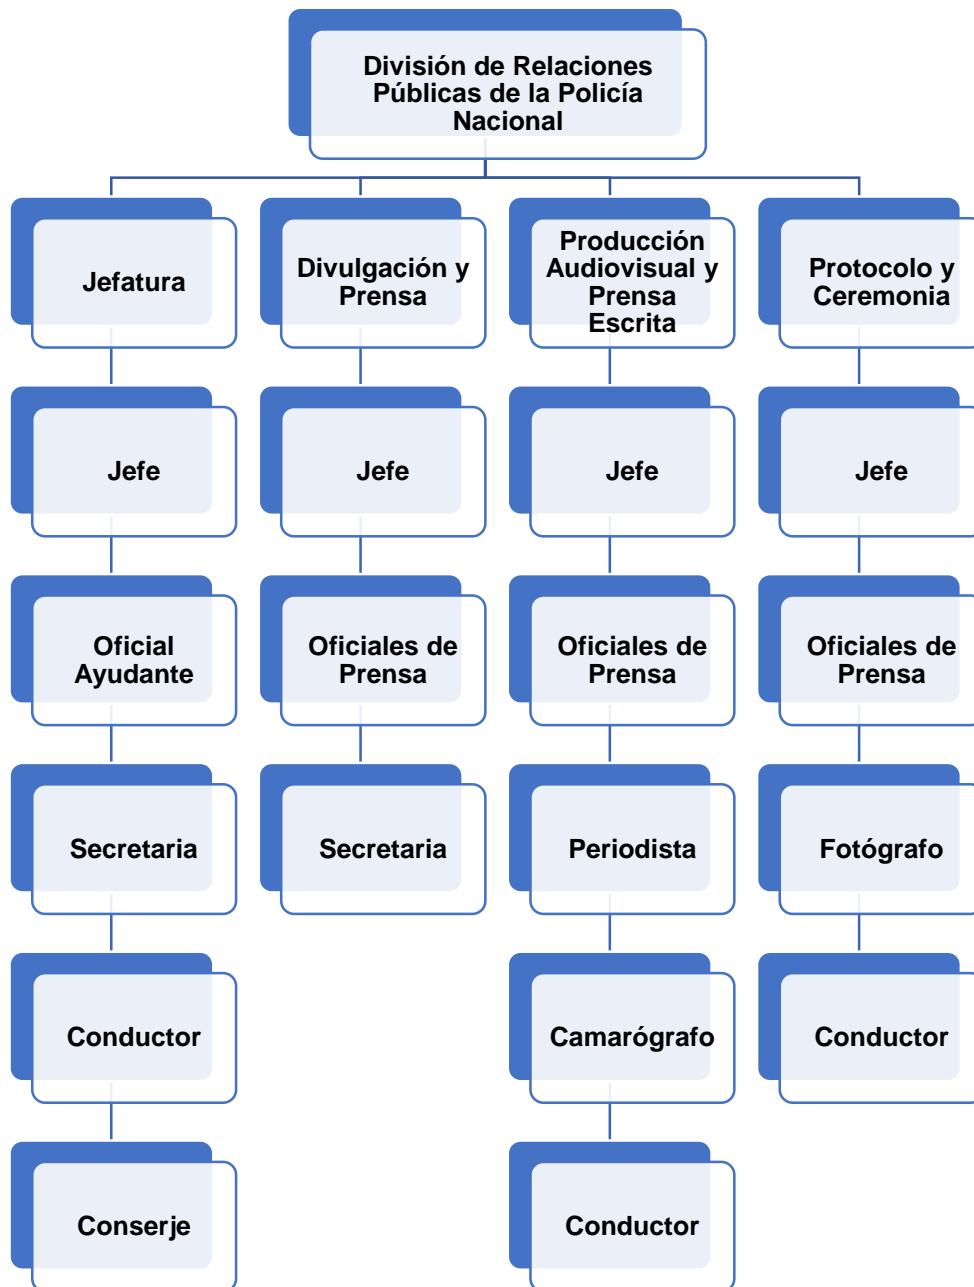 División de Relaciones
Públicas de la Policía
Nacional
Jefatura
Divulgación y
Prensa
Producción
Audiovisual y
Prensa
Escrita
Protocolo y
Ceremonia
Jefe
Jefe
Jefe
Jefe
Oficial
Ayudante
Oficiales de
Prensa
Oficiales de
Prensa
Oficiales de
Prensa
Secretaria
Secretaria
Periodista
Fotógrafo
Conductor
Camarógrafo
Conductor
Conserje
Conductor